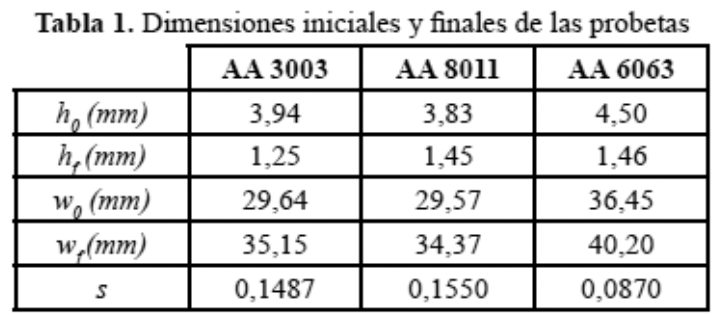 Tabla 1. Dimensiones iniciales y finales de las probetas
AA 3003 AA 8011 AA 6063
h₀ (mm) 3,94 3,83 4,50
h_f (mm) 1,25 1,45 1,46
w₀ (mm) 29,64 29,57 36,45
w_f (mm) 35,15 34,37 40,20
s 0,1487 0,1550 0,0870